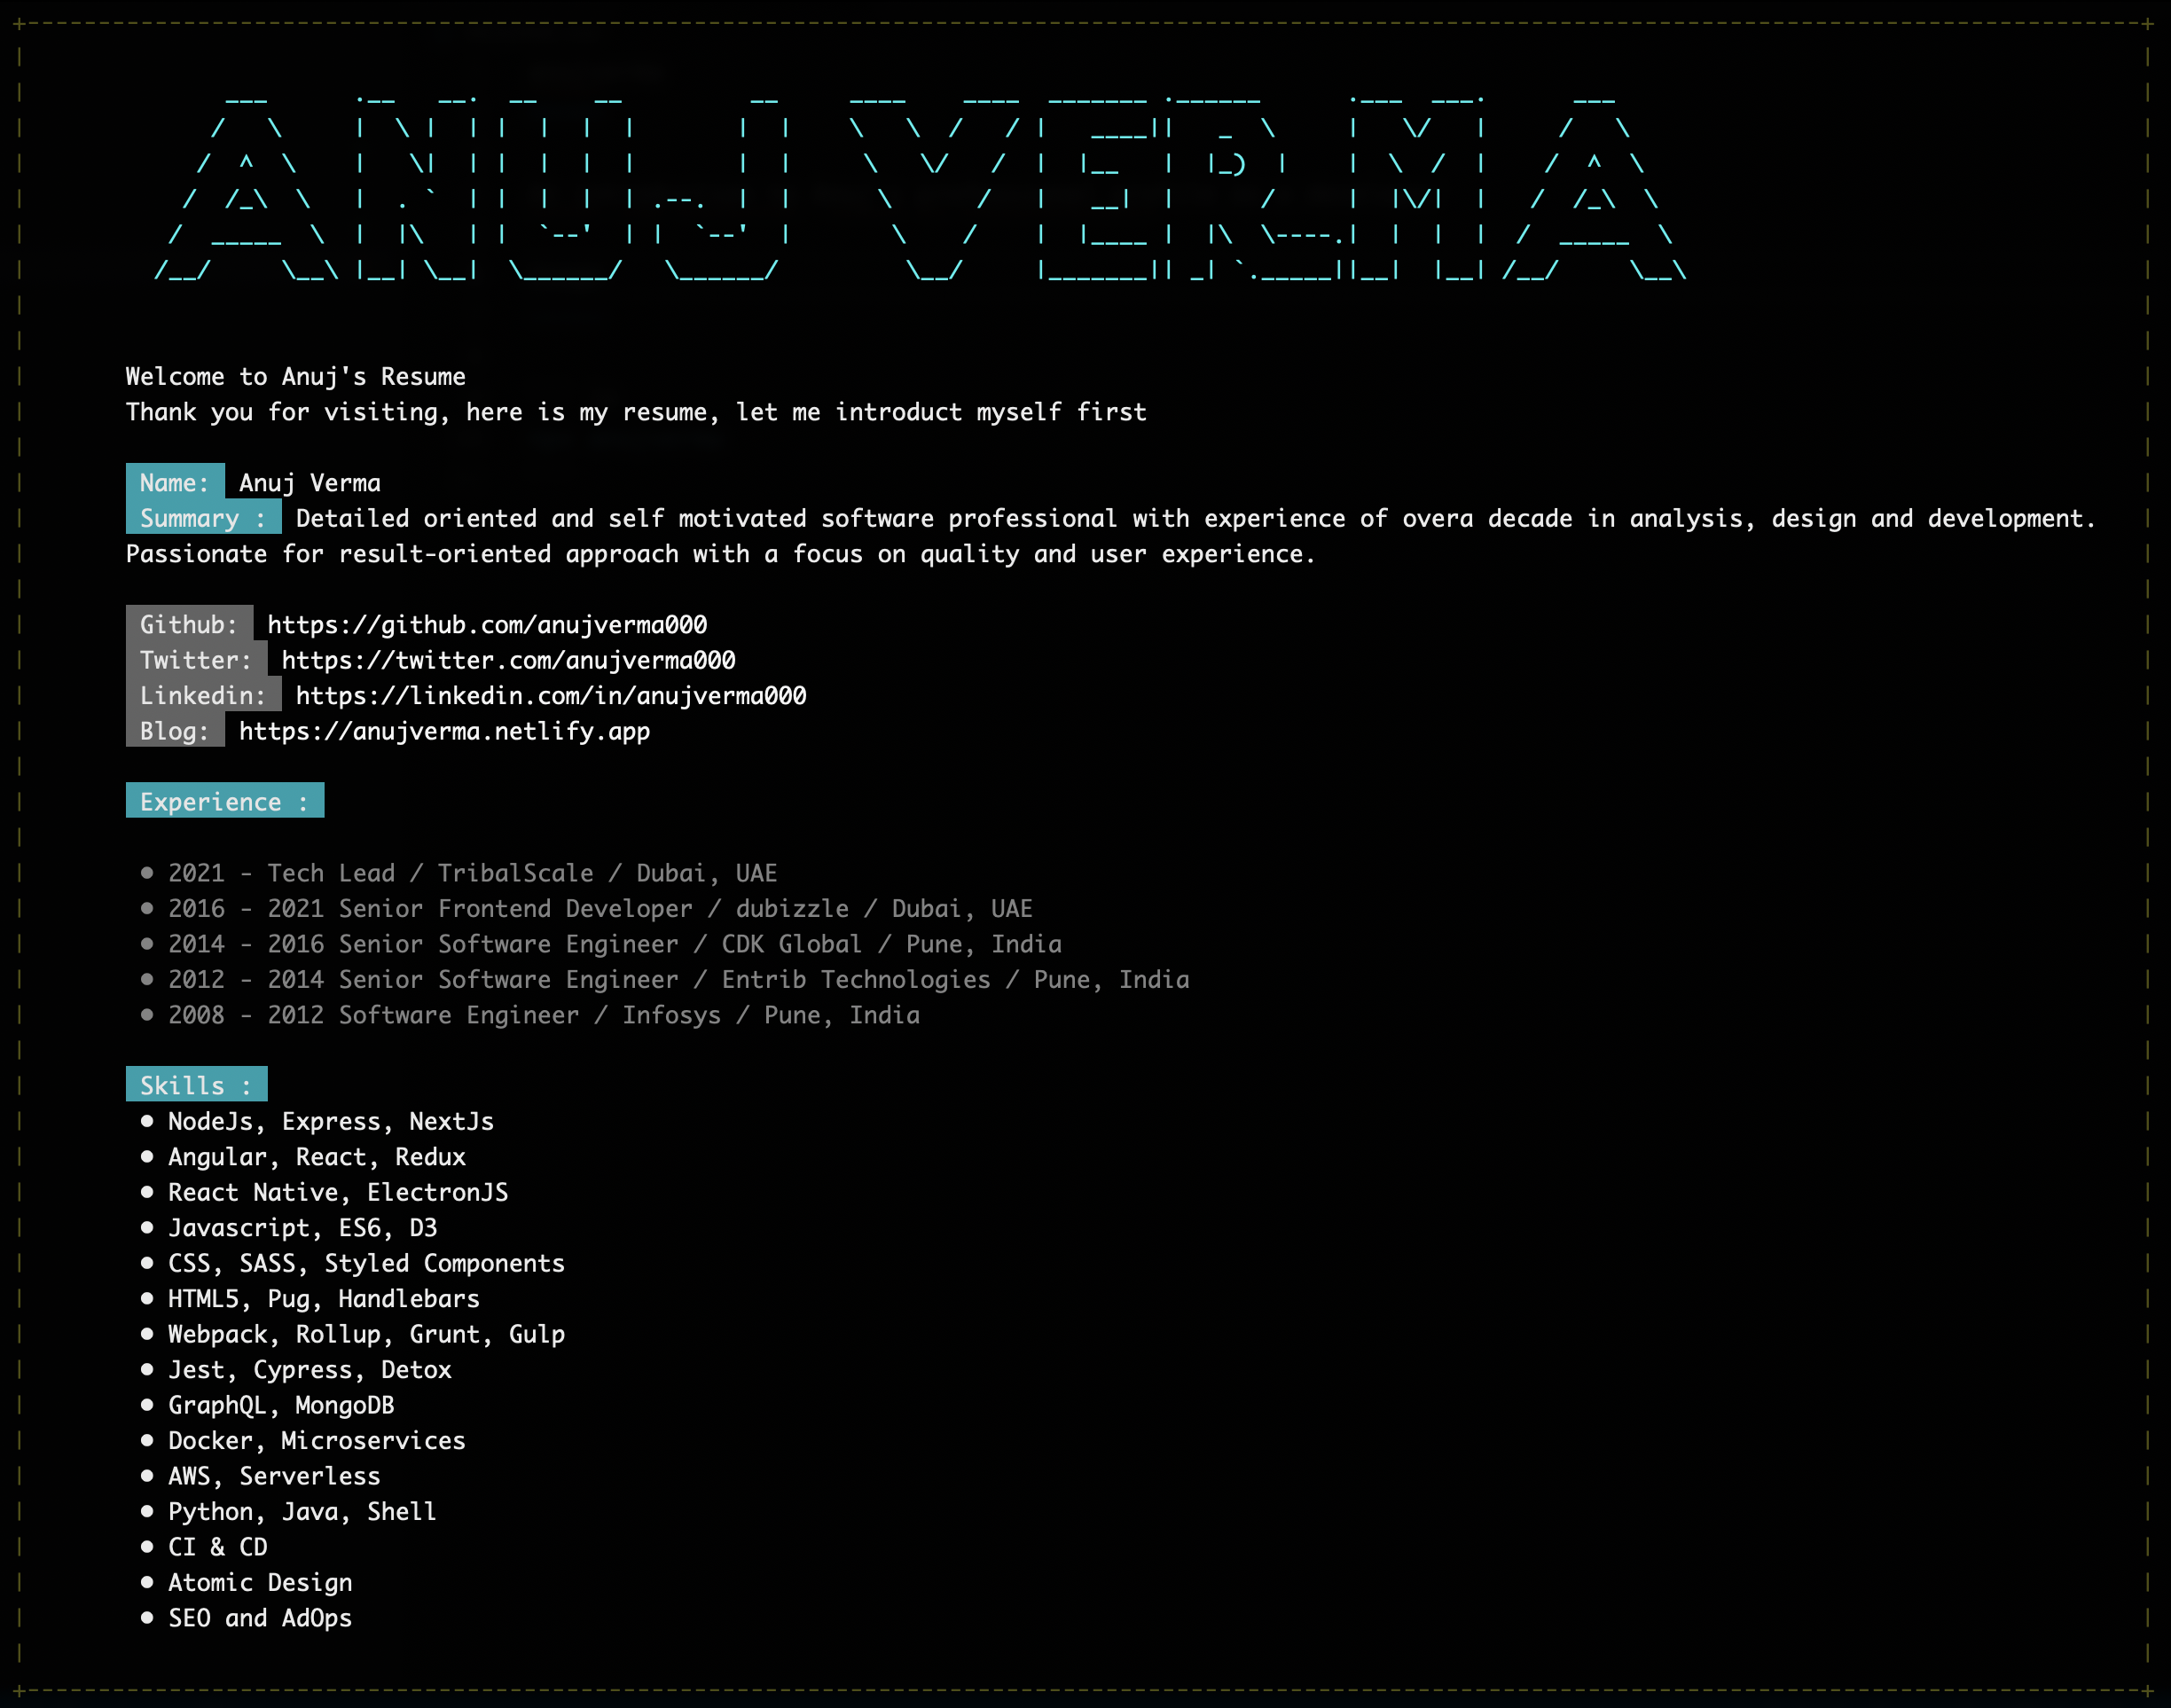 ANUJ VERMA
Welcome to Anuj's Resume
Thank you for visiting, here is my resume, let me introduct myself first
Name: Anuj Verma
Summary : Detailed oriented and self motivated software professional with experience of overa decade in analysis, design and development.
Passionate for result-oriented approach with a focus on quality and user experience.
Github: https://github.com/anujverma000
Twitter: https://twitter.com/anujverma000
Linkedin: https://linkedin.com/in/anujverma000
Blog: https://anujverma.netlify.app
Experience :
● 2021 - Tech Lead / TribalScale / Dubai, UAE
● 2016 - 2021 Senior Frontend Developer / dubizzle / Dubai, UAE
● 2014 - 2016 Senior Software Engineer / CDK Global / Pune, India
● 2012 - 2014 Senior Software Engineer / Entrib Technologies / Pune, India
● 2008 - 2012 Software Engineer / Infosys / Pune, India
Skills :
● NodeJs, Express, NextJs
● Angular, React, Redux
● React Native, ElectronJS
● Javascript, ES6, D3
● CSS, SASS, Styled Components
● HTML5, Pug, Handlebars
● Webpack, Rollup, Grunt, Gulp
● Jest, Cypress, Detox
● GraphQL, MongoDB
● Docker, Microservices
● AWS, Serverless
● Python, Java, Shell
● CI & CD
● Atomic Design
● SEO and AdOps